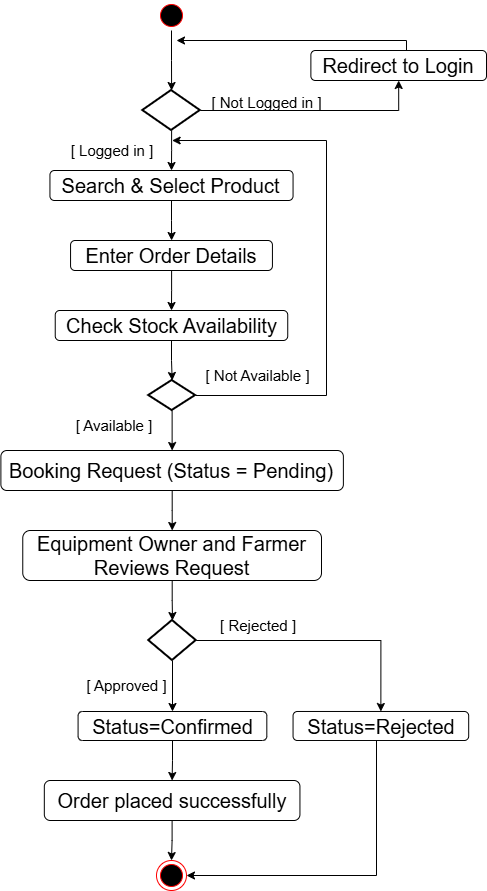 Redirect to Login
[ Not Logged in ]
[ Logged in ]
Search & Select Product
Enter Order Details
Check Stock Availability
[ Not Available ]
[ Available ]
Booking Request (Status = Pending)
Equipment Owner and Farmer
Reviews Request
[ Rejected ]
[ Approved ]
Status=Confirmed
Status=Rejected
Order placed successfully